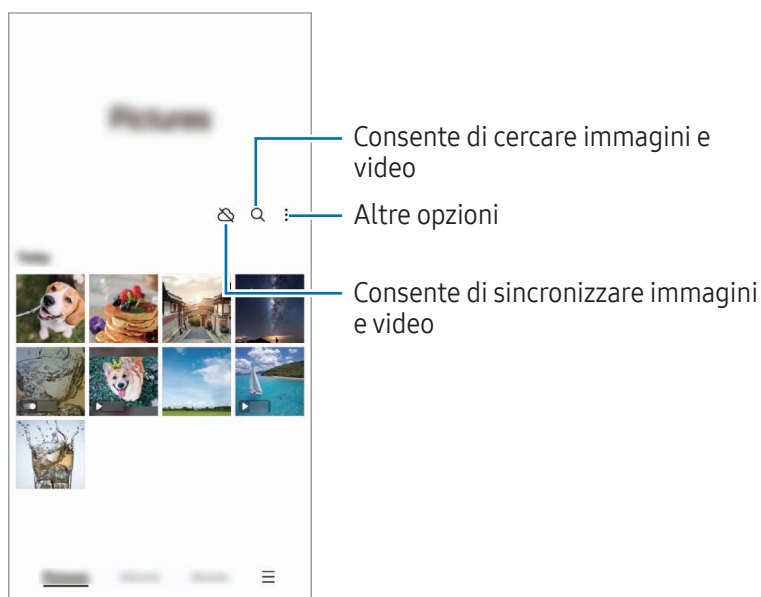 Consente di cercare immagini e
video
Altre opzioni
Consente di sincronizzare immagini
e video